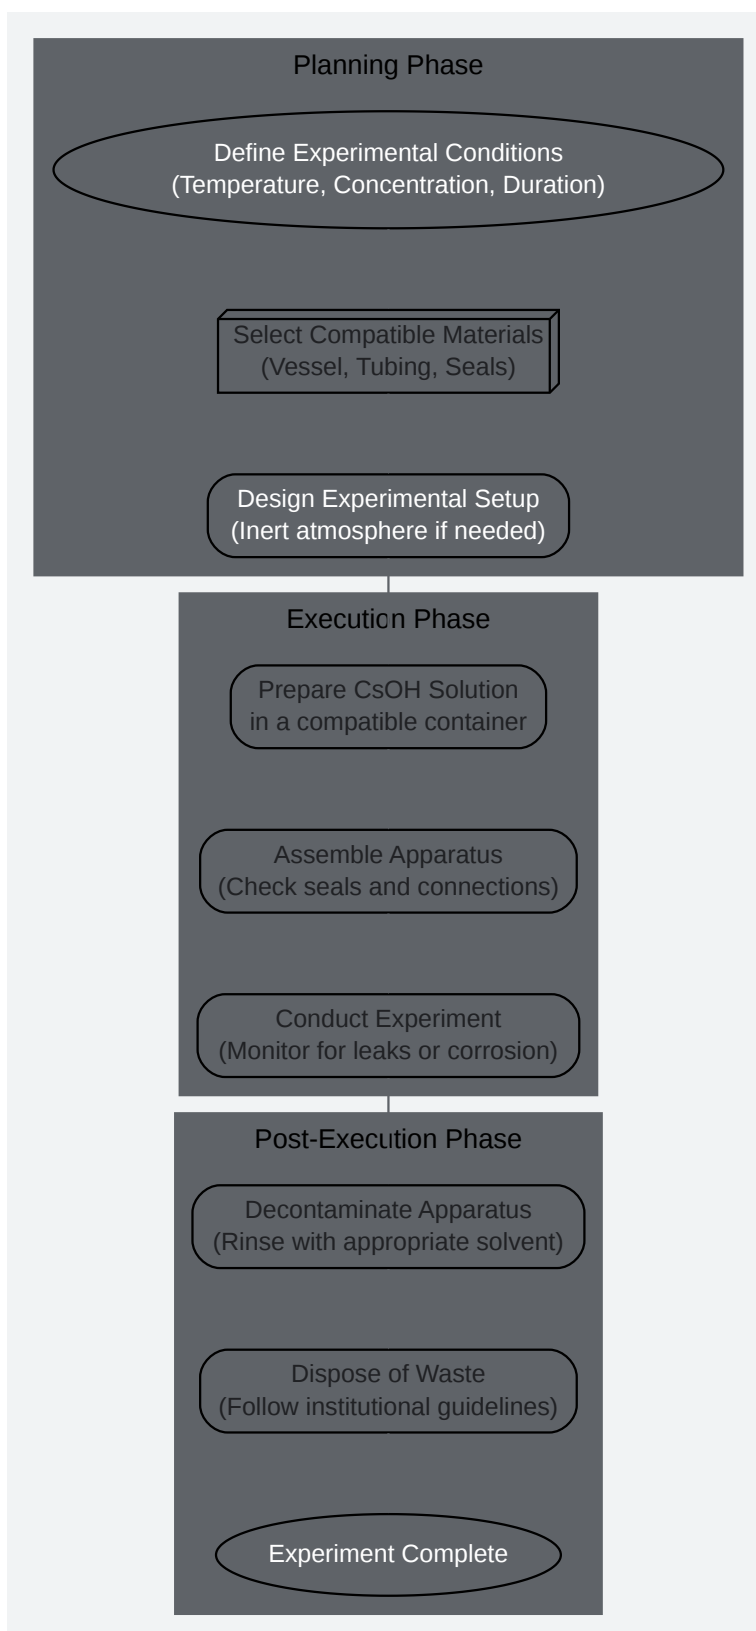 Planning Phase
Define Experimental Conditions
(Temperature, Concentration, Duration)
Select Compatible Materials
(Vessel, Tubing, Seals)
Design Experimental Setup
(Inert atmosphere if needed)
Execution Phase
Prepare CsOH Solution
in a compatible container
Assemble Apparatus
(Check seals and connections)
Conduct Experiment
(Monitor for leaks or corrosion)
Post-Execution Phase
Decontaminate Apparatus
(Rinse with appropriate solvent)
Dispose of Waste
(Follow institutional guidelines)
Experiment Complete